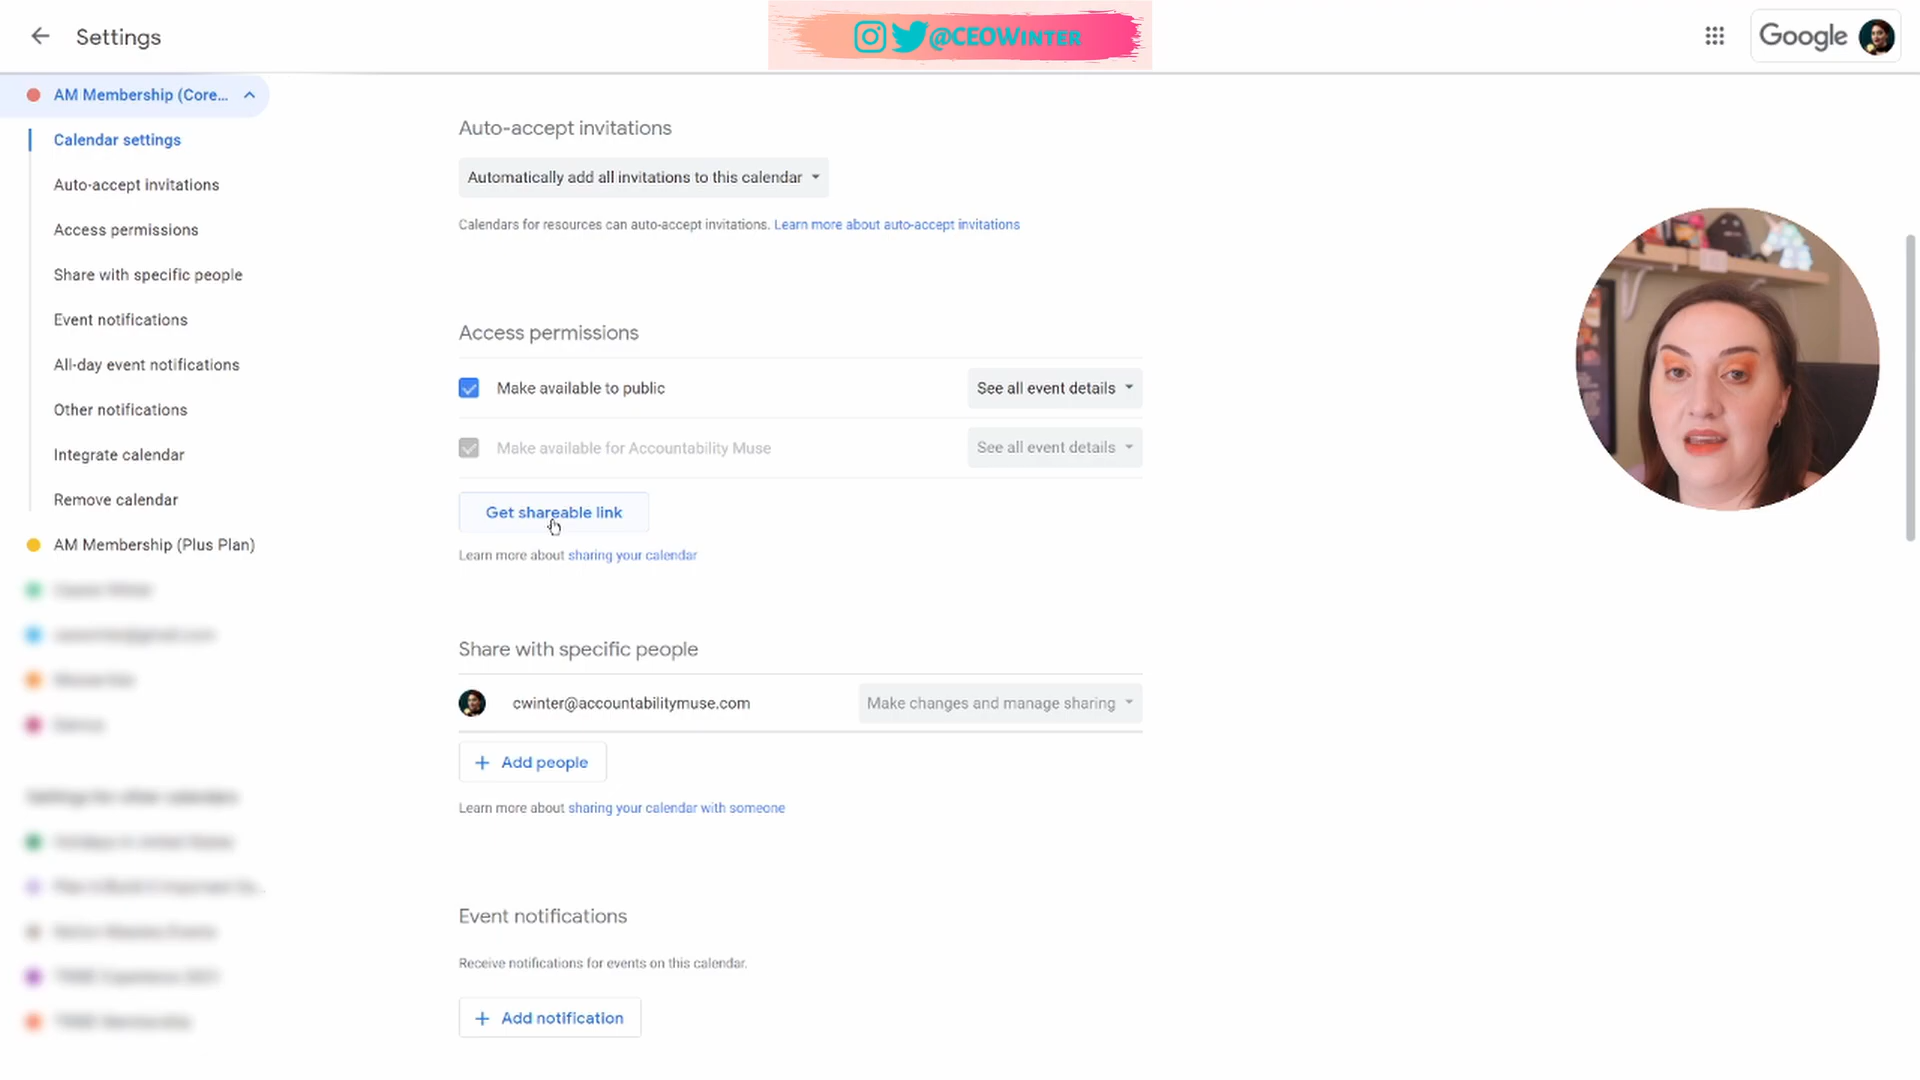 Settings
@CEOWINTER
Google
AM Membership (Core...
Calendar settings
Auto-accept invitations
Access permissions
Share with specific people
Event notifications
All-day event notifications
Other notifications
Integrate calendar
Remove calendar
AM Membership (Plus Plan)
Auto-accept invitations
Automatically add all invitations to this calendar
Calendars for resources can auto-accept invitations. Learn more about auto-accept invitations
Access permissions
Make available to public
See all event details
Make available for Accountability Muse
See all event details
Get shareable link
Learn more about sharing your calendar
Share with specific people
cwinter@accountabilitymuse.com
Make changes and manage sharing
+ Add people
Learn more about sharing your calendar with someone
Event notifications
Receive notifications for events on this calendar.
+ Add notification